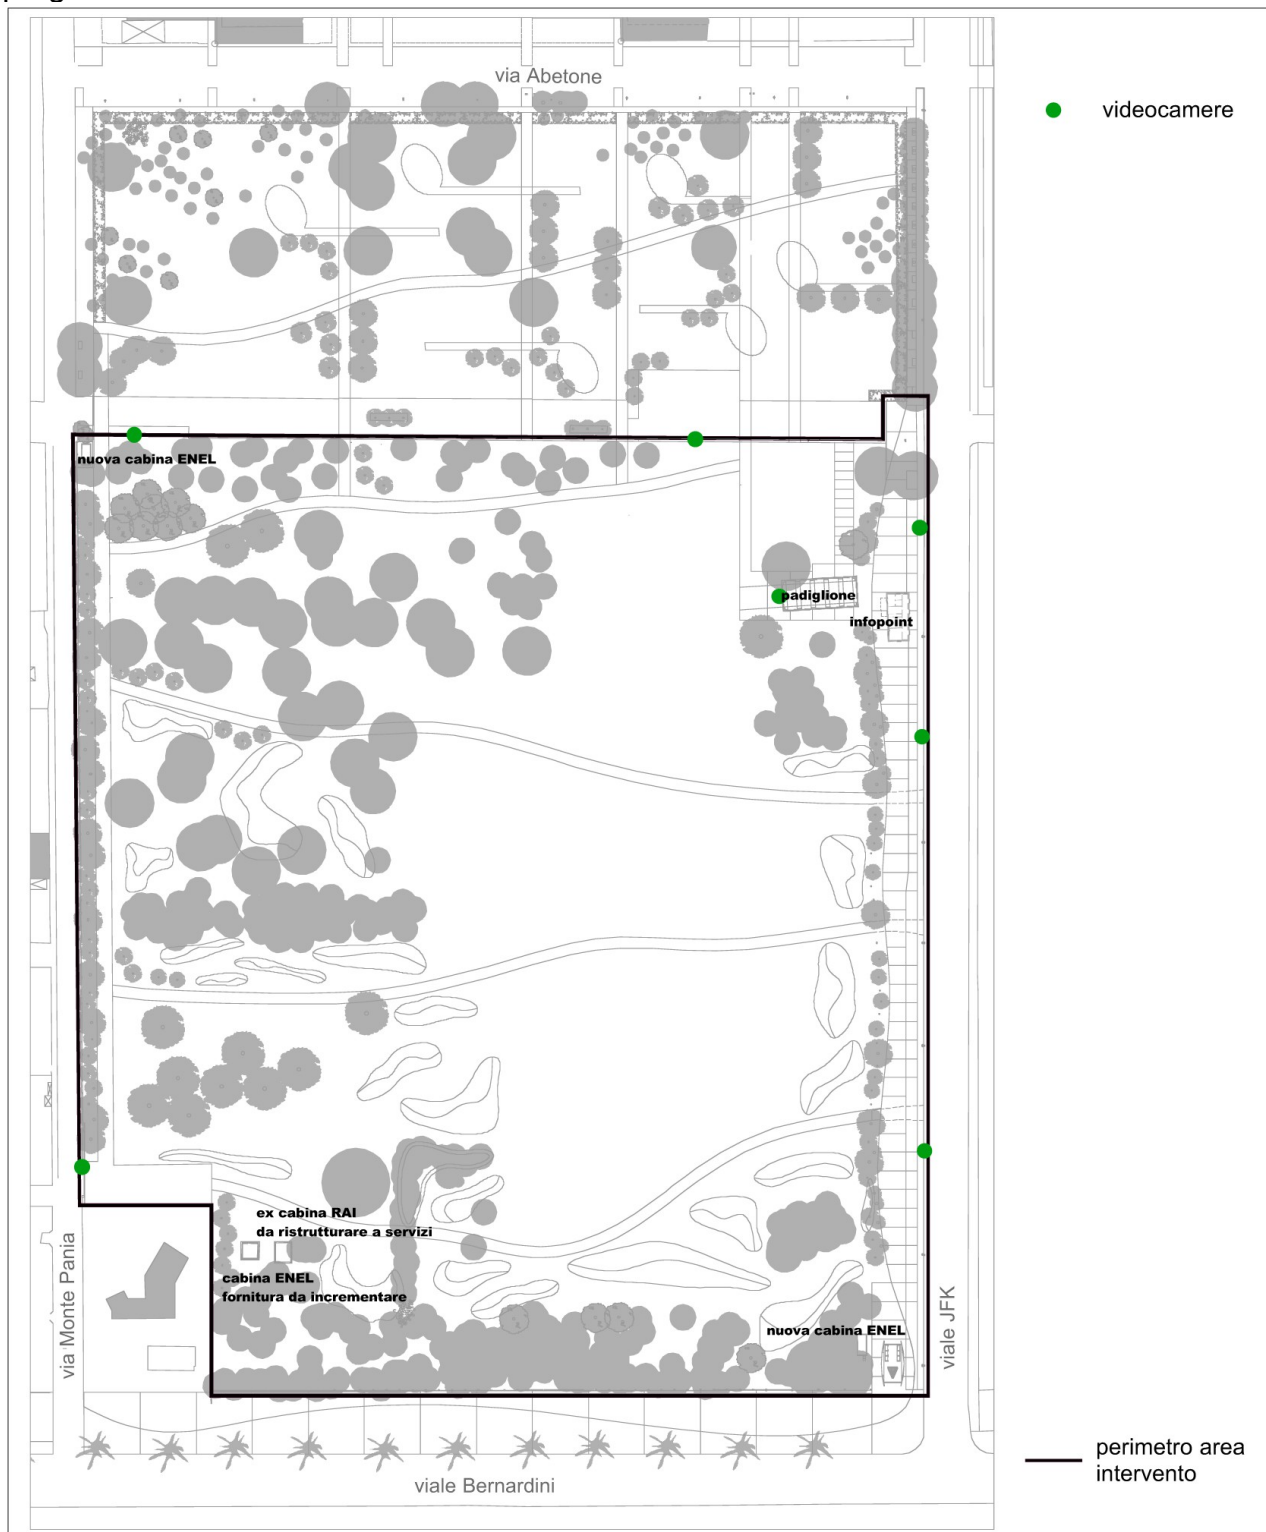 via Abetone
videocamere
nuova cabina ENEL
padiglione
infopoint
ex cabina RAI
da ristrutturare a servizi
cabina ENEL
fornitura da incrementare
nuova cabina ENEL
via Monte Pania
viale JFK
perimetro area
intervento
viale Bernardini